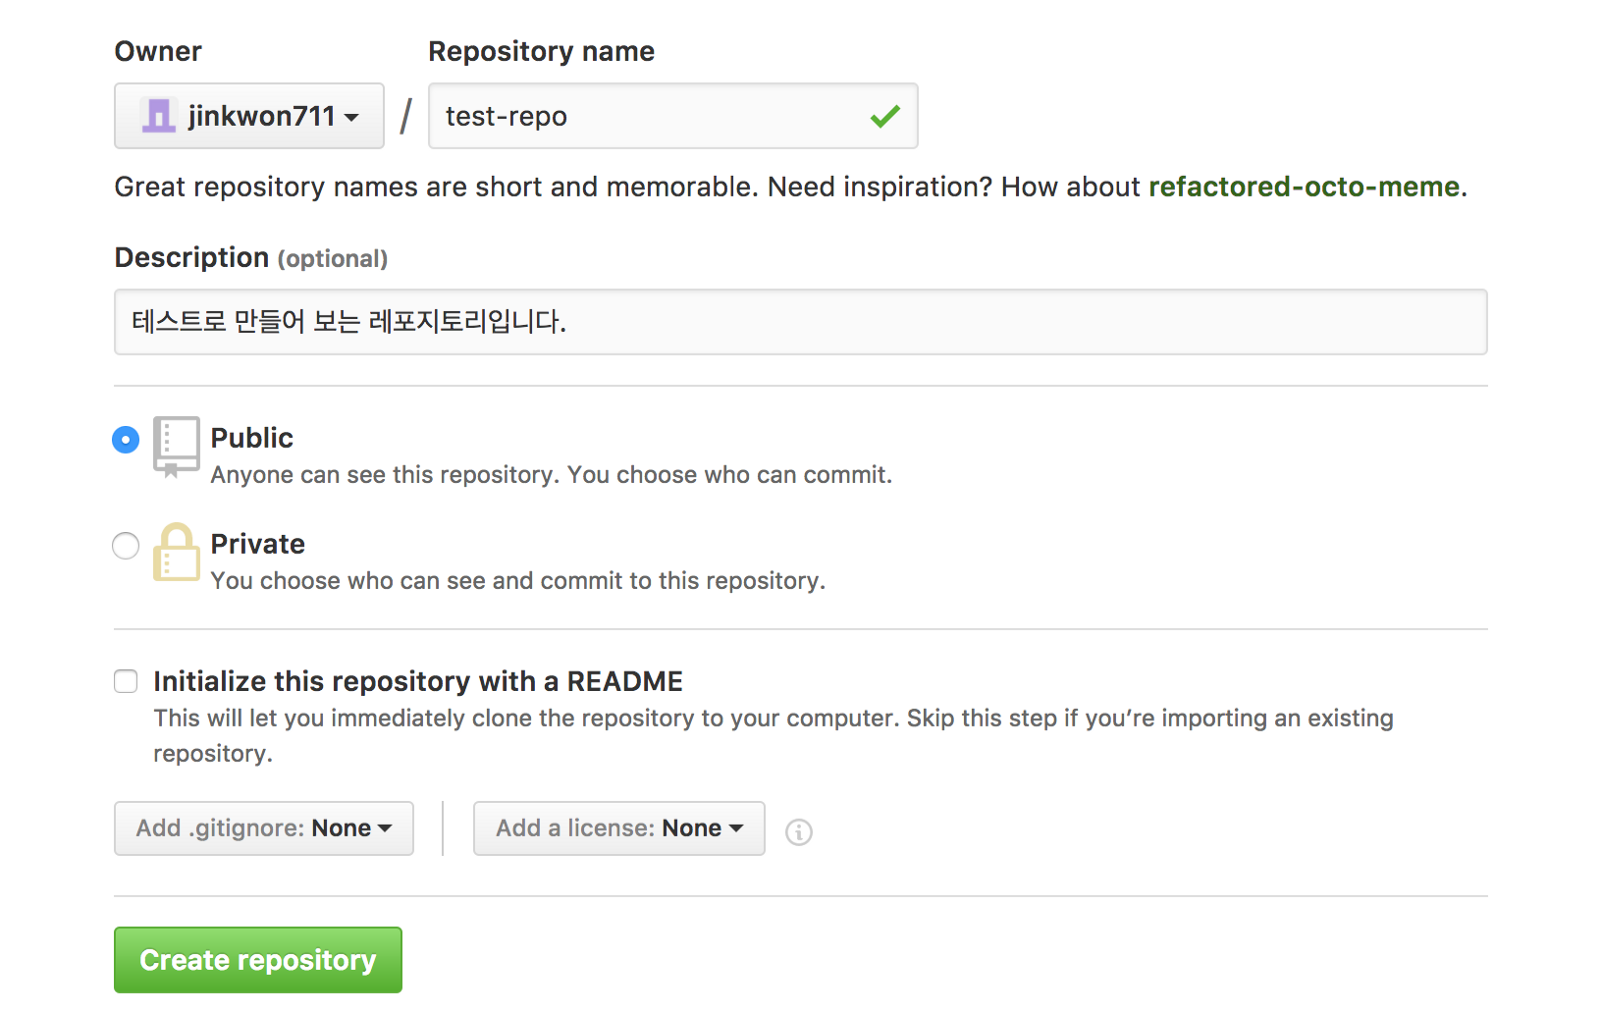 Owner
Repository name
jinkwon711 / test-repo
Great repository names are short and memorable. Need inspiration? How about refactored-octo-meme.
Description (optional)
테스트로 만들어 보는 레포지토리입니다.
Public
Anyone can see this repository. You choose who can commit.
Private
You choose who can see and commit to this repository.
Initialize this repository with a README
This will let you immediately clone the repository to your computer. Skip this step if you’re importing an existing
repository.
Add .gitignore: None
Add a license: None
Create repository